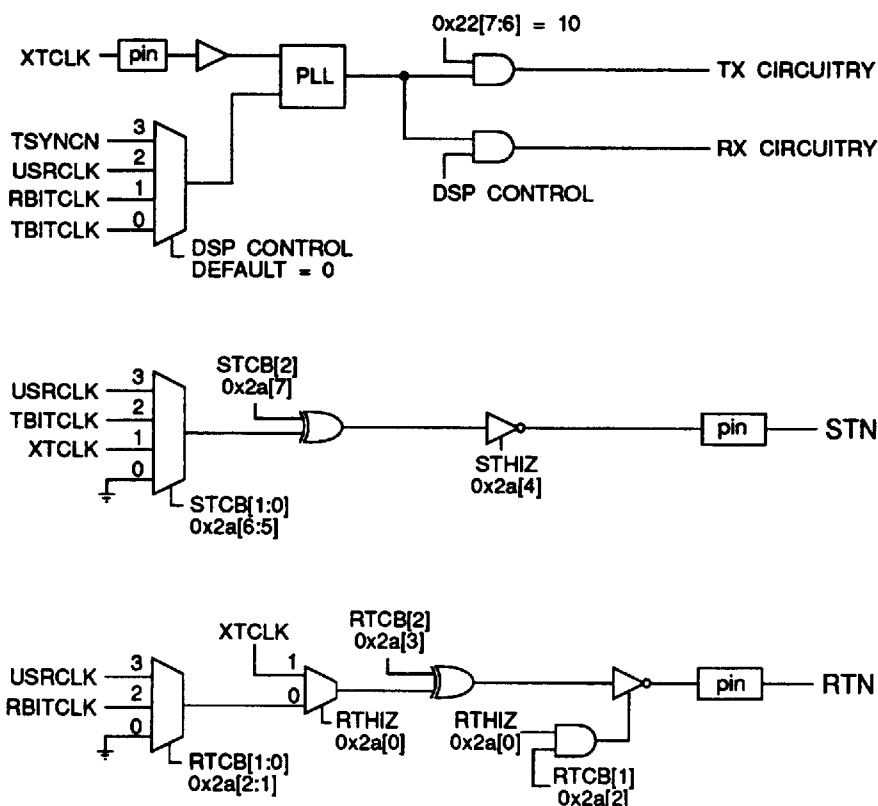 0x22[7:6] = 10
XTCLK
pin
PLL
TX CIRCUITRY
TSYNCN
3
USRCLK
2
RBITCLK
1
TBITCLK
0
RX CIRCUITRY
DSP CONTROL
DSP CONTROL
DEFAULT = 0
STCB[2]
0x2a[7]
USRCLK
3
TBITCLK
2
XTCLK
1
0
pin
STN
STHIZ
0x2a[4]
STCB[1:0]
0x2a[6:5]
XTCLK
RTCB[2]
0x2a[3]
USRCLK
3
RBITCLK
2
0
1
0
pin
RTN
RTHIZ
0x2a[0]
RTHIZ
0x2a[0]
RTCB[1:0]
0x2a[2:1]
RTCB[1]
0x2a[2]